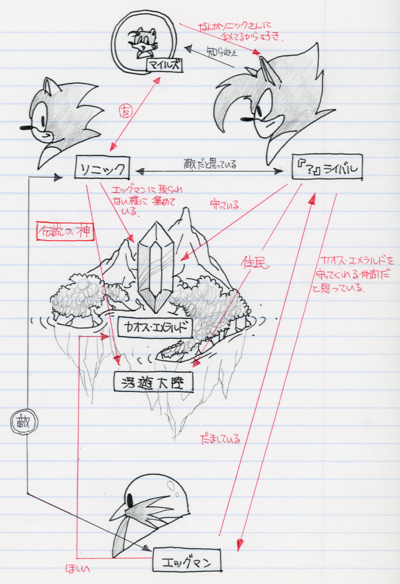 なんかソニックさんに
似てるからすき。
知らねぇ
マイルズ
友
ソニック
敵だと思っている
『？』ライバル
エッグマンに取られ
ない様に集めて
いる。
守っている
伝説の神
住民
カオス・エメラルドを
守ってくれる仲間だ
と思っている
カオス・エメラルド
浮遊大陸
敵
だましている
エッグマン
ほしい